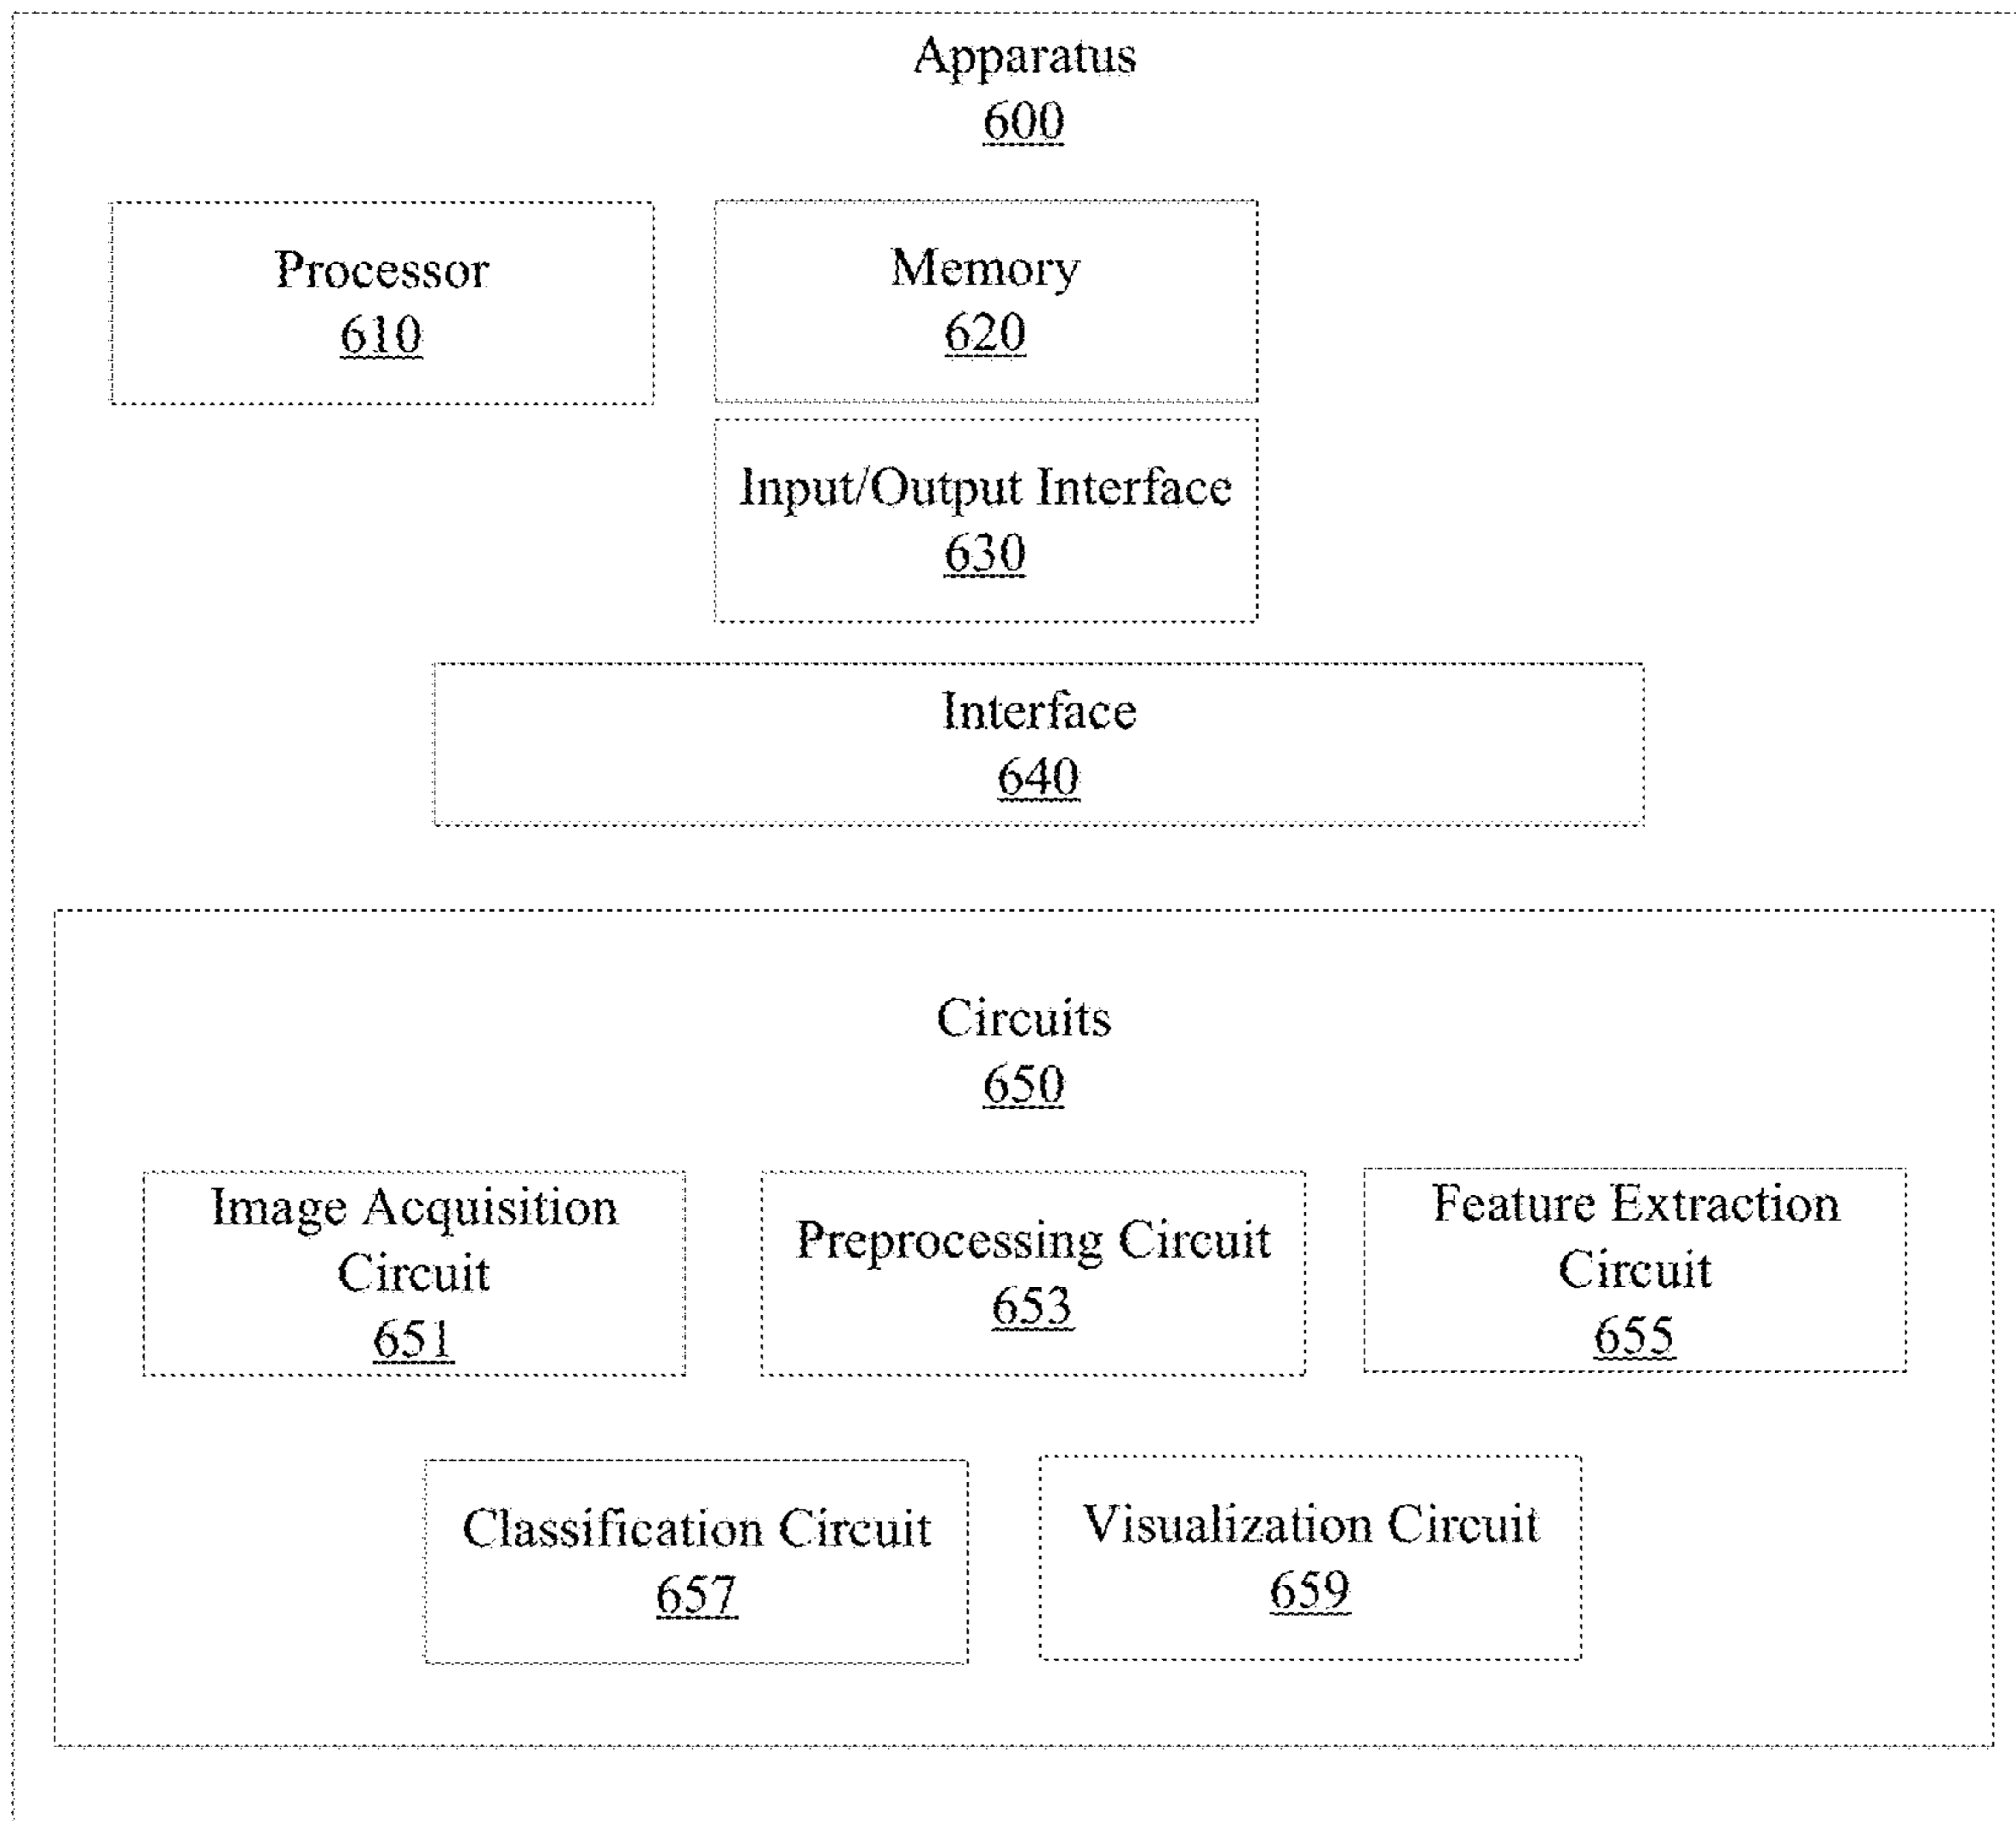 Apparatus
600
Processor
610
Memory
620
Input/Output Interface
630
Interface
640
Circuits
650
Image Acquisition
Circuit
651
Preprocessing Circuit
653
Feature Extraction
Circuit
655
Classification Circuit
657
Visualization Circuit
659